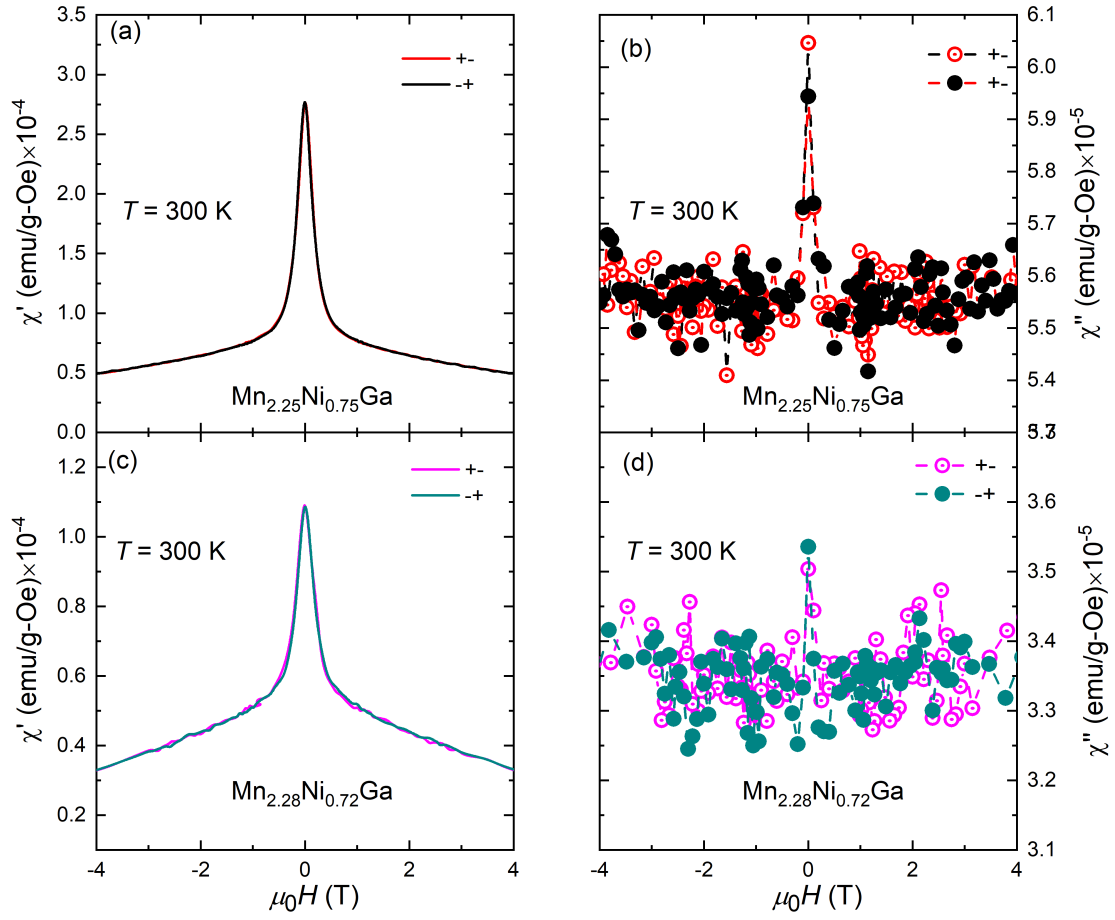 (a)
+-
-+
T = 300 K
Mn2.25Ni0.75Ga
χ' (emu/g-Oe)×10-4
3.5
3.0
2.5
2.0
1.5
1.0
0.5
0.0
(b)
+-
+-
T = 300 K
Mn2.25Ni0.75Ga
χ'' (emu/g-Oe)×10-5
6.1
6.0
5.9
5.8
5.7
5.6
5.5
5.4
5.3
(c)
+-
-+
T = 300 K
Mn2.28Ni0.72Ga
χ' (emu/g-Oe)×10-4
1.2
1.0
0.8
0.6
0.4
0.2
-4
-2
0
2
4
μ0H (T)
(d)
+-
-+
T = 300 K
Mn2.28Ni0.72Ga
χ'' (emu/g-Oe)×10-5
3.6
3.5
3.4
3.3
3.2
3.1
-4
-2
0
2
4
μ0H (T)